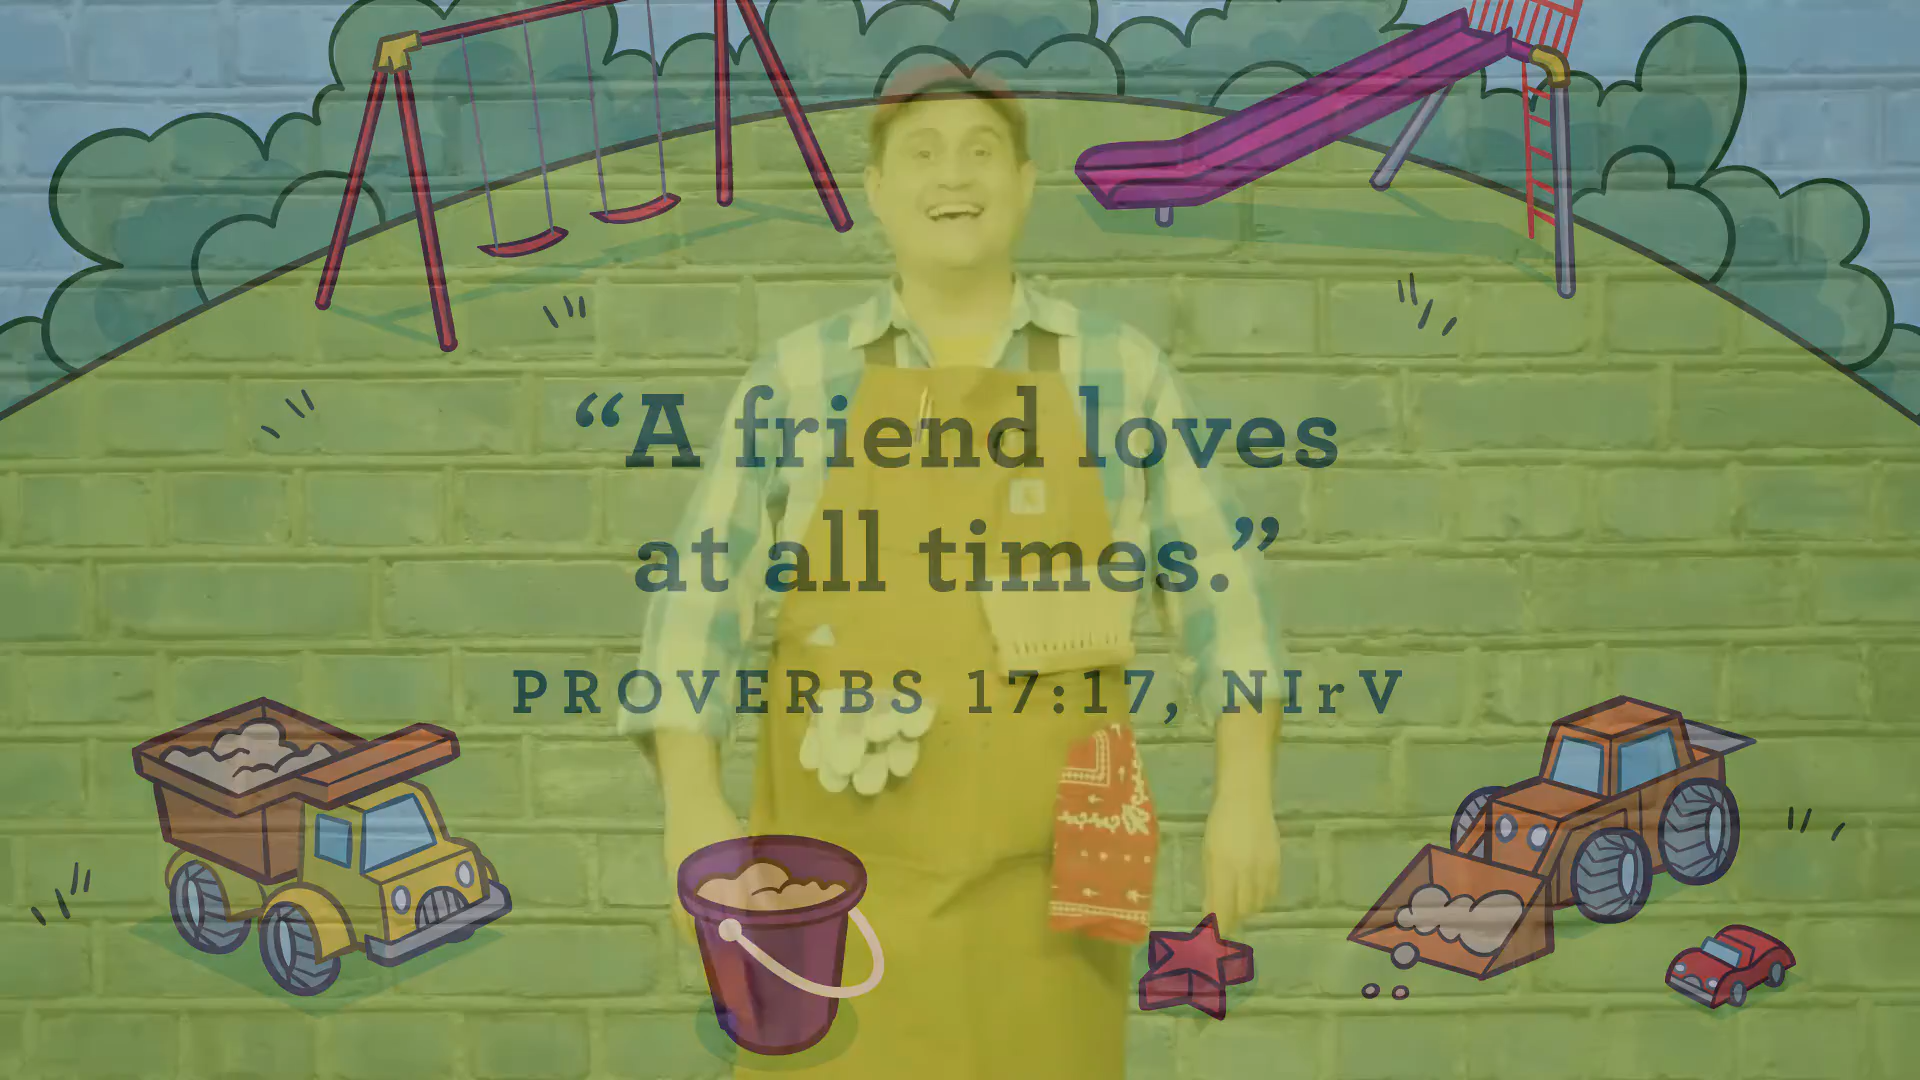 “A friend loves
at all times.”
PROVERBS 17:17, NIrV